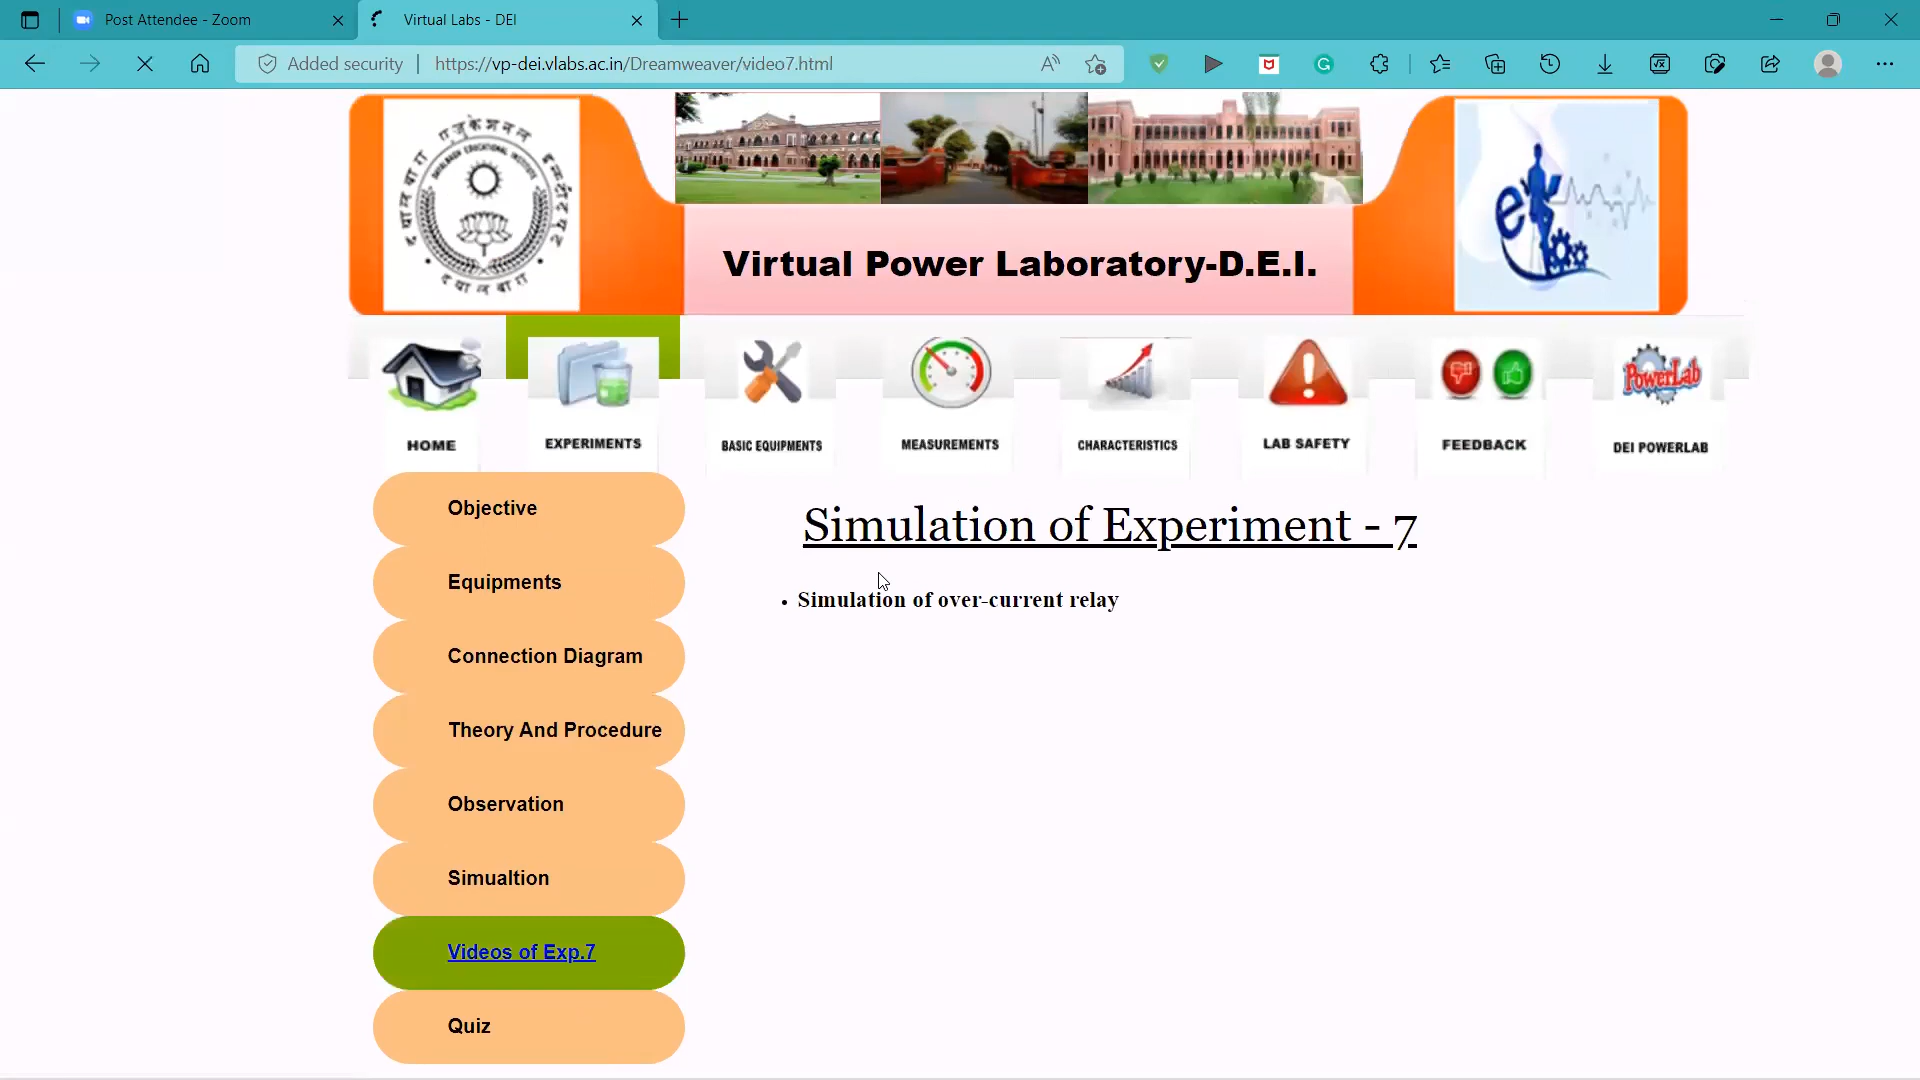 Post Attendee - Zoom
Virtual Labs - DEI
Added security
https://vp-dei.vlabs.ac.in/Dreamweaver/video7.html
Virtual Power Laboratory-D.E.I.
PowerLab
HOME
EXPERIMENTS
BASIC EQUIPMENTS
MEASUREMENTS
CHARACTERISTICS
LAB SAFETY
FEEDBACK
DEI POWERLAB
Objective
Equipments
Connection Diagram
Theory And Procedure
Observation
Simualtion
Videos of Exp.7
Quiz
Simulation of Experiment - 7
• Simulation of over-current relay